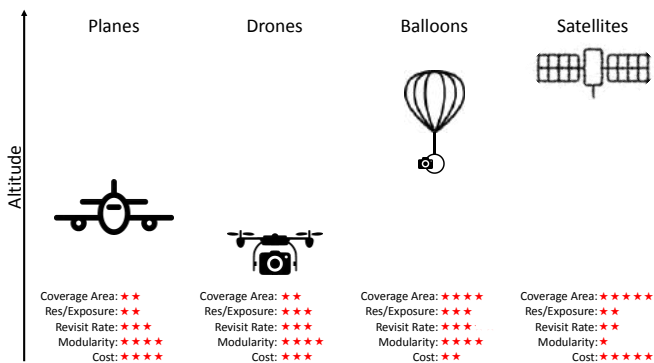 Planes Drones Balloons Satellites
Altitude
Coverage Area: ★★ Coverage Area: ★★ Coverage Area: ★★★★ Coverage Area: ★★★★★
Res/Exposure: ★★ Res/Exposure: ★★★ Res/Exposure: ★★★ Res/Exposure: ★★
Revisit Rate: ★★★ Revisit Rate: ★★★ Revisit Rate: ★★★ Revisit Rate: ★★
Modularity: ★★★★ Modularity: ★★★★ Modularity: ★★★★ Modularity: ★
Cost: ★★★★ Cost: ★★★ Cost: ★★ Cost: ★★★★★